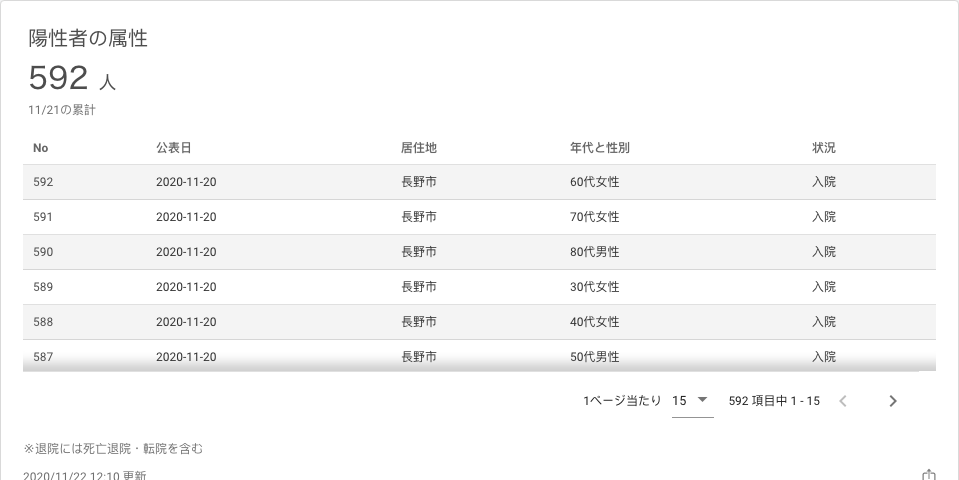 陽性者の属性
592 人
11/21の累計
No 公表日 居住地 年代と性別 状況
592 2020-11-20 長野市 60代女性 入院
591 2020-11-20 長野市 70代女性 入院
590 2020-11-20 長野市 80代男性 入院
589 2020-11-20 長野市 30代女性 入院
588 2020-11-20 長野市 40代女性 入院
587 2020-11-20 長野市 50代男性 入院
1ページ当たり 15 592 項目中 1 - 15
※退院には死亡退院・転院を含む
2020/11/22 12:10 更新